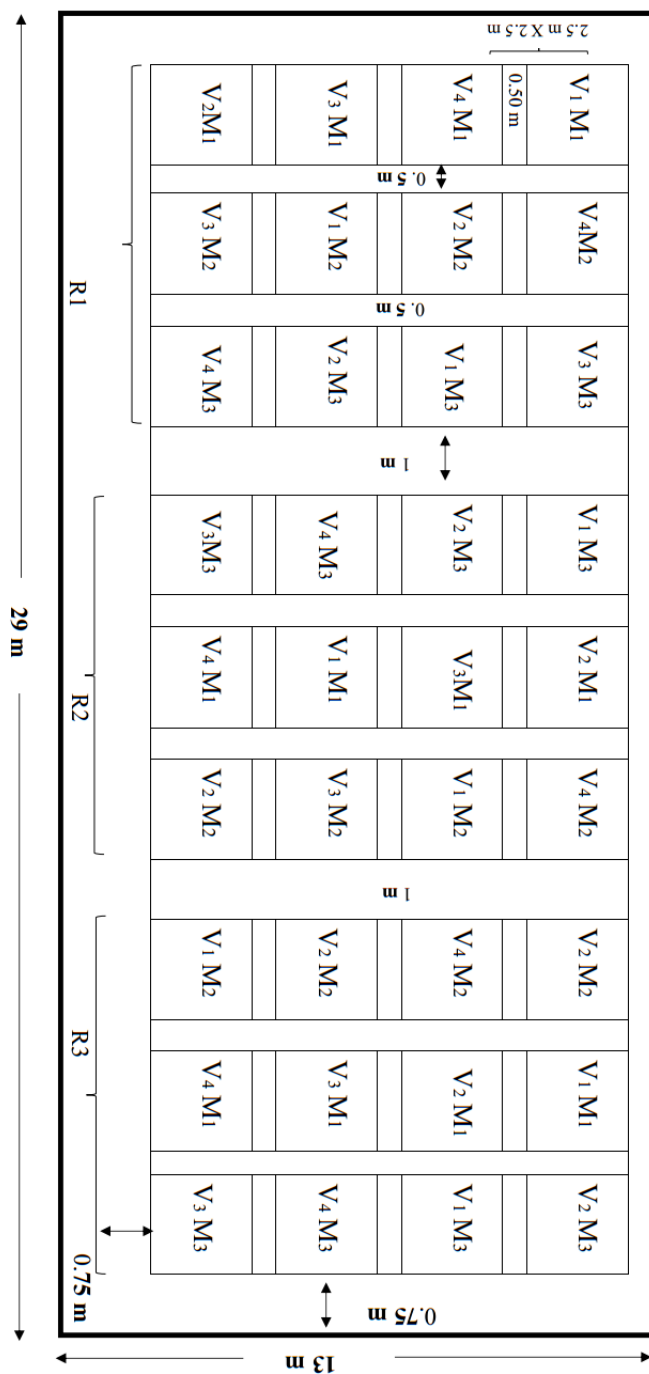 2.5 m X 2.5 m
V₂M₁ V₃ M₁ V₄ M₁ 0.50 m V₁ M₁
0.5 m
V₃ M₂ V₁ M₂ V₂ M₂ V₄M₂
R1
0.5 m
V₄ M₃ V₂ M₃ V₁ M₃ V₃ M₃
1 m
V₃M₃ V₄ M₃ V₂ M₃ V₁ M₃
29 m
V₄ M₁ V₁ M₁ V₃M₁ V₂ M₁
R2
V₂ M₂ V₃ M₂ V₁ M₂ V₄ M₂
1 m
V₁ M₂ V₂ M₂ V₄ M₂ V₂ M₂
R3
V₄ M₁ V₃ M₁ V₂ M₁ V₁ M₁
V₃ M₃ V₄ M₃ V₁ M₃ V₂ M₃
0.75 m
0.75 m
13 m